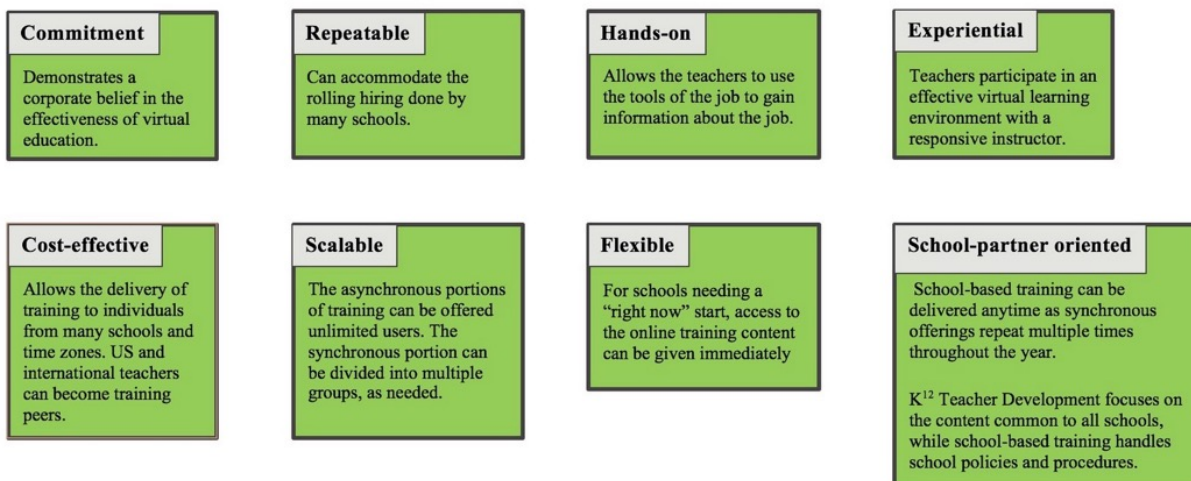 Commitment
Demonstrates a
corporate belief in the
effectiveness of virtual
education.
Repeatable
Can accommodate the
rolling hiring done by
many schools.
Hands-on
Allows the teachers to use
the tools of the job to gain
information about the job.
Experiential
Teachers participate in an
effective virtual learning
environment with a
responsive instructor.
Cost-effective
Allows the delivery of
training to individuals
from many schools and
time zones. US and
international teachers
can become training
peers.
Scalable
The asynchronous portions
of training can be offered
unlimited users. The
synchronous portion can
be divided into multiple
groups, as needed.
Flexible
For schools needing a
“right now” start, access to
the online training content
can be given immediately
School-partner oriented
School-based training can be
delivered anytime as synchronous
offerings repeat multiple times
throughout the year.
K¹² Teacher Development focuses on
the content common to all schools,
while school-based training handles
school policies and procedures.